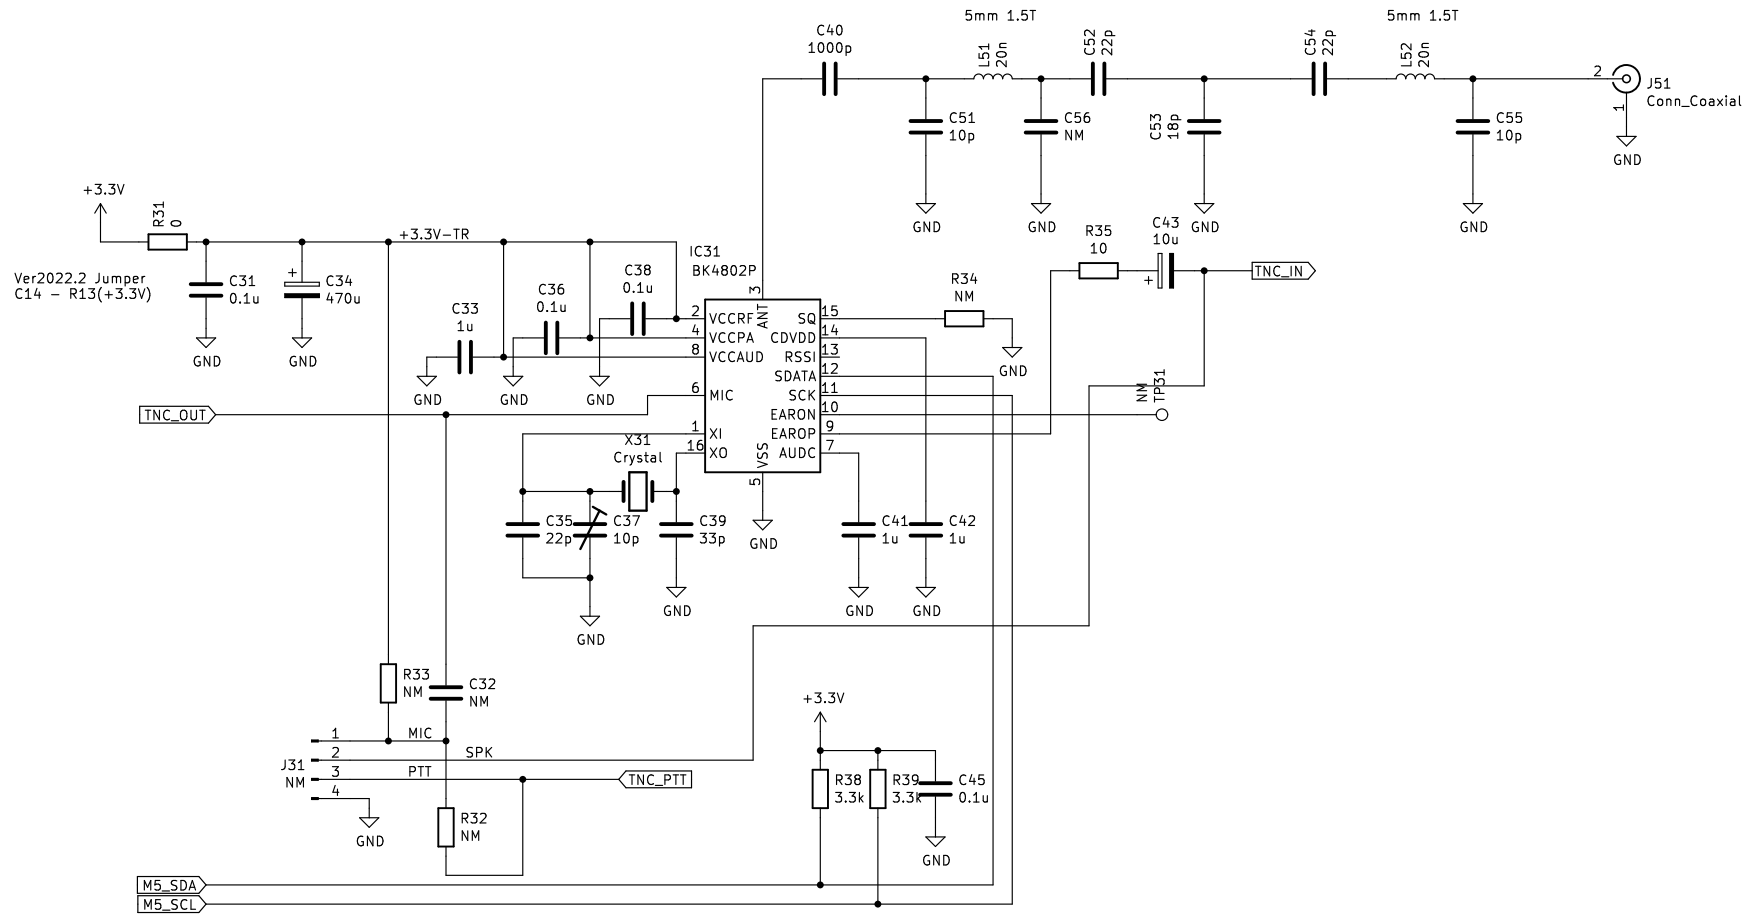 5mm 1.5T
5mm 1.5T
C40
1000p
L51
20n
C52
22p
C54
22p
L52
20n
2
J51
Conn_Coaxial
1
GND
C51
10p
C56
NM
C53
18p
C55
10p
GND
GND
GND
GND
+3.3V
R31
0
+3.3V-TR
Ver2022.2 Jumper
C14 - R13(+3.3V)
C31
0.1u
+
C34
470u
GND
GND
C33
1u
C36
0.1u
C38
0.1u
GND
GND
GND
IC31
BK4802P
3
ANT
2
VCCRF
4
VCCPA
8
VCCAUD
6
MIC
1
XI
16
XO
VSS
5
SQ
15
CDVDD
14
RSSI
13
SDATA
12
SCK
11
EARON
10
EAROP
9
AUDC
7
R34
NM
GND
R35
10
C43
10u
+
TNC_IN
NM
TP31
TNC_OUT
X31
Crystal
C35
22p
C37
10p
C39
33p
GND
GND
GND
C41
1u
C42
1u
GND
GND
R33
NM
C32
NM
J31
NM
1
MIC
2
SPK
3
PTT
4
GND
TNC_PTT
R32
NM
+3.3V
R38
3.3k
R39
3.3k
C45
0.1u
GND
M5_SDA
M5_SCL